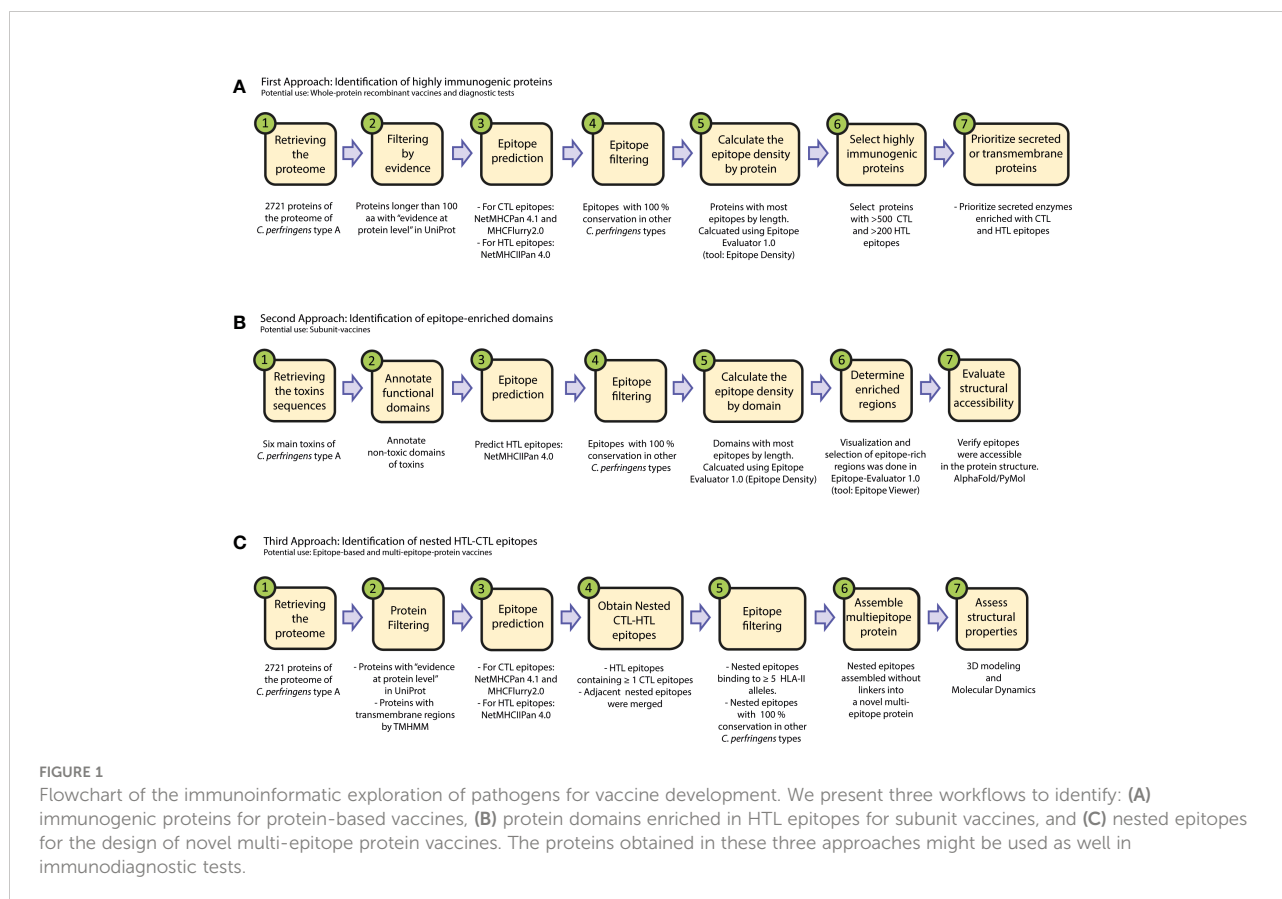 A First Approach: Identification of highly immunogenic proteins
Potential use: Whole-protein recombinant vaccines and diagnostic tests
1
Retrieving
the
proteome
2721 proteins of
the proteome of
C. perfringens type A
2
Filtering
by
evidence
Proteins longer than 100
aa with "evidence at
protein level" in UniProt
3
Epitope
prediction
- For CTL epitopes:
NetMHCPan 4.1 and
MHCFlurry2.0
- For HTL epitopes:
NetMHCIIPan 4.0
4
Epitope
filtering
Epitopes with 100 %
conservation in other
C. perfringens types
5
Calculate the
epitope density
by protein
Proteins with most
epitopes by length.
Calcuated using Epitope
Evaluator 1.0
(tool: Epitope Density)
6
Select highly
immunogenic
proteins
Select proteins
with >500 CTL
and >200 HTL
epitopes
7
Prioritize secreted
or transmembrane
proteins
- Prioritize secreted enzymes
enriched with CTL
and HTL epitopes
B Second Approach: Identification of epitope-enriched domains
Potential use: Subunit-vaccines
1
Retrieving
the toxins
sequences
Six main toxins of
C. perfringens type A
2
Annotate
functional
domains
Annotate
non-toxic domains
of toxins
3
Epitope
prediction
Predict HTL epitopes:
NetMHCIIPan 4.0
4
Epitope
filtering
Epitopes with 100 %
conservation in other
C. perfringens types
5
Calculate the
epitope density
by domain
Domains with most
epitopes by length.
Calcuated using Epitope
Evaluator 1.0 (Epitope Density)
6
Determine
enriched
regions
Visualization and
selection of epitope-rich
regions was done in
Epitope-Evaluator 1.0
(tool: Epitope Viewer)
7
Evaluate
structural
accessibility
Verify epitopes
were accessible
in the protein structure.
AlphaFold/PyMol
C Third Approach: Identification of nested HTL-CTL epitopes
Potential use: Epitope-based and multi-epitope-protein vaccines
1
Retrieving
the
proteome
2721 proteins of
the proteome of
C. perfringens type A
2
Protein
Filtering
- Proteins with "evidence
at protein level"
in UniProt
- Proteins with
transmembrane regions
by TMHMM
3
Epitope
prediction
- For CTL epitopes:
NetMHCPan 4.1 and
MHCFlurry2.0
- For HTL epitopes:
NetMHCIIPan 4.0
4
Obtain Nested
CTL-HTL
epitopes
- HTL epitopes
containing ≥ 1 CTL epitopes
- Adjacent nested epitopes
were merged
5
Epitope
filtering
- Nested epitopes
binding to ≥ 5 HLA-II
alleles.
- Nested epitopes
with 100 %
conservation in other
C. perfringens types
6
Assemble
multiepitope
protein
Nested epitopes
assembled without
linkers into
a novel multi-
epitope protein
7
Assess
structural
properties
3D modeling
and
Molecular Dynamics
FIGURE 1
Flowchart of the immunoinformatic exploration of pathogens for vaccine development. We present three workflows to identify: (A)
immunogenic proteins for protein-based vaccines, (B) protein domains enriched in HTL epitopes for subunit vaccines, and (C) nested epitopes
for the design of novel multi-epitope protein vaccines. The proteins obtained in these three approaches might be used as well in
immunodiagnostic tests.